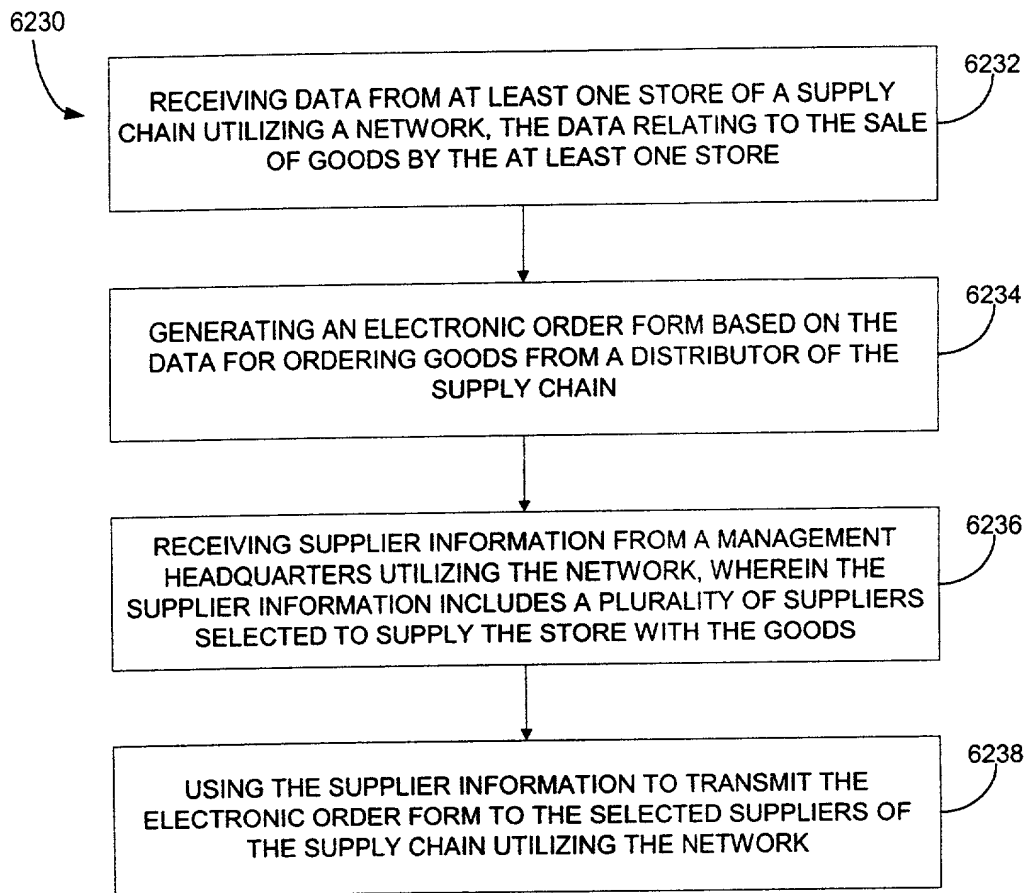 6230
6232
RECEIVING DATA FROM AT LEAST ONE STORE OF A SUPPLY
CHAIN UTILIZING A NETWORK, THE DATA RELATING TO THE SALE
OF GOODS BY THE AT LEAST ONE STORE
6234
GENERATING AN ELECTRONIC ORDER FORM BASED ON THE
DATA FOR ORDERING GOODS FROM A DISTRIBUTOR OF THE
SUPPLY CHAIN
6236
RECEIVING SUPPLIER INFORMATION FROM A MANAGEMENT
HEADQUARTERS UTILIZING THE NETWORK, WHEREIN THE
SUPPLIER INFORMATION INCLUDES A PLURALITY OF SUPPLIERS
SELECTED TO SUPPLY THE STORE WITH THE GOODS
6238
USING THE SUPPLIER INFORMATION TO TRANSMIT THE
ELECTRONIC ORDER FORM TO THE SELECTED SUPPLIERS OF
THE SUPPLY CHAIN UTILIZING THE NETWORK